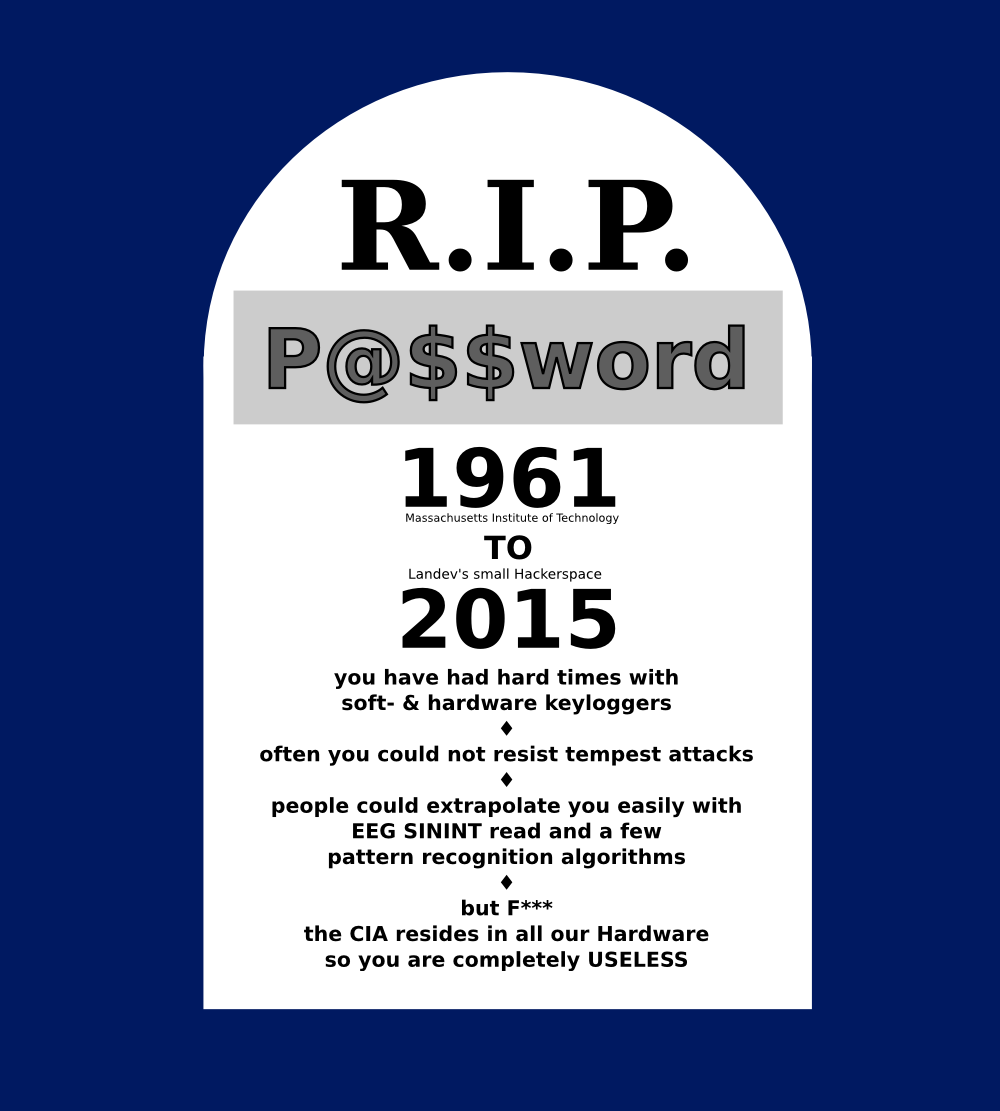 R.I.P.
P@$$word
1961
Massachusetts Institute of Technology
TO
Landev's small Hackerspace
2015
you have had hard times with
soft- & hardware keyloggers
♦
often you could not resist tempest attacks
♦
people could extrapolate you easily with
EEG SININT read and a few
pattern recognition algorithms
♦
but F***
the CIA resides in all our Hardware
so you are completely USELESS